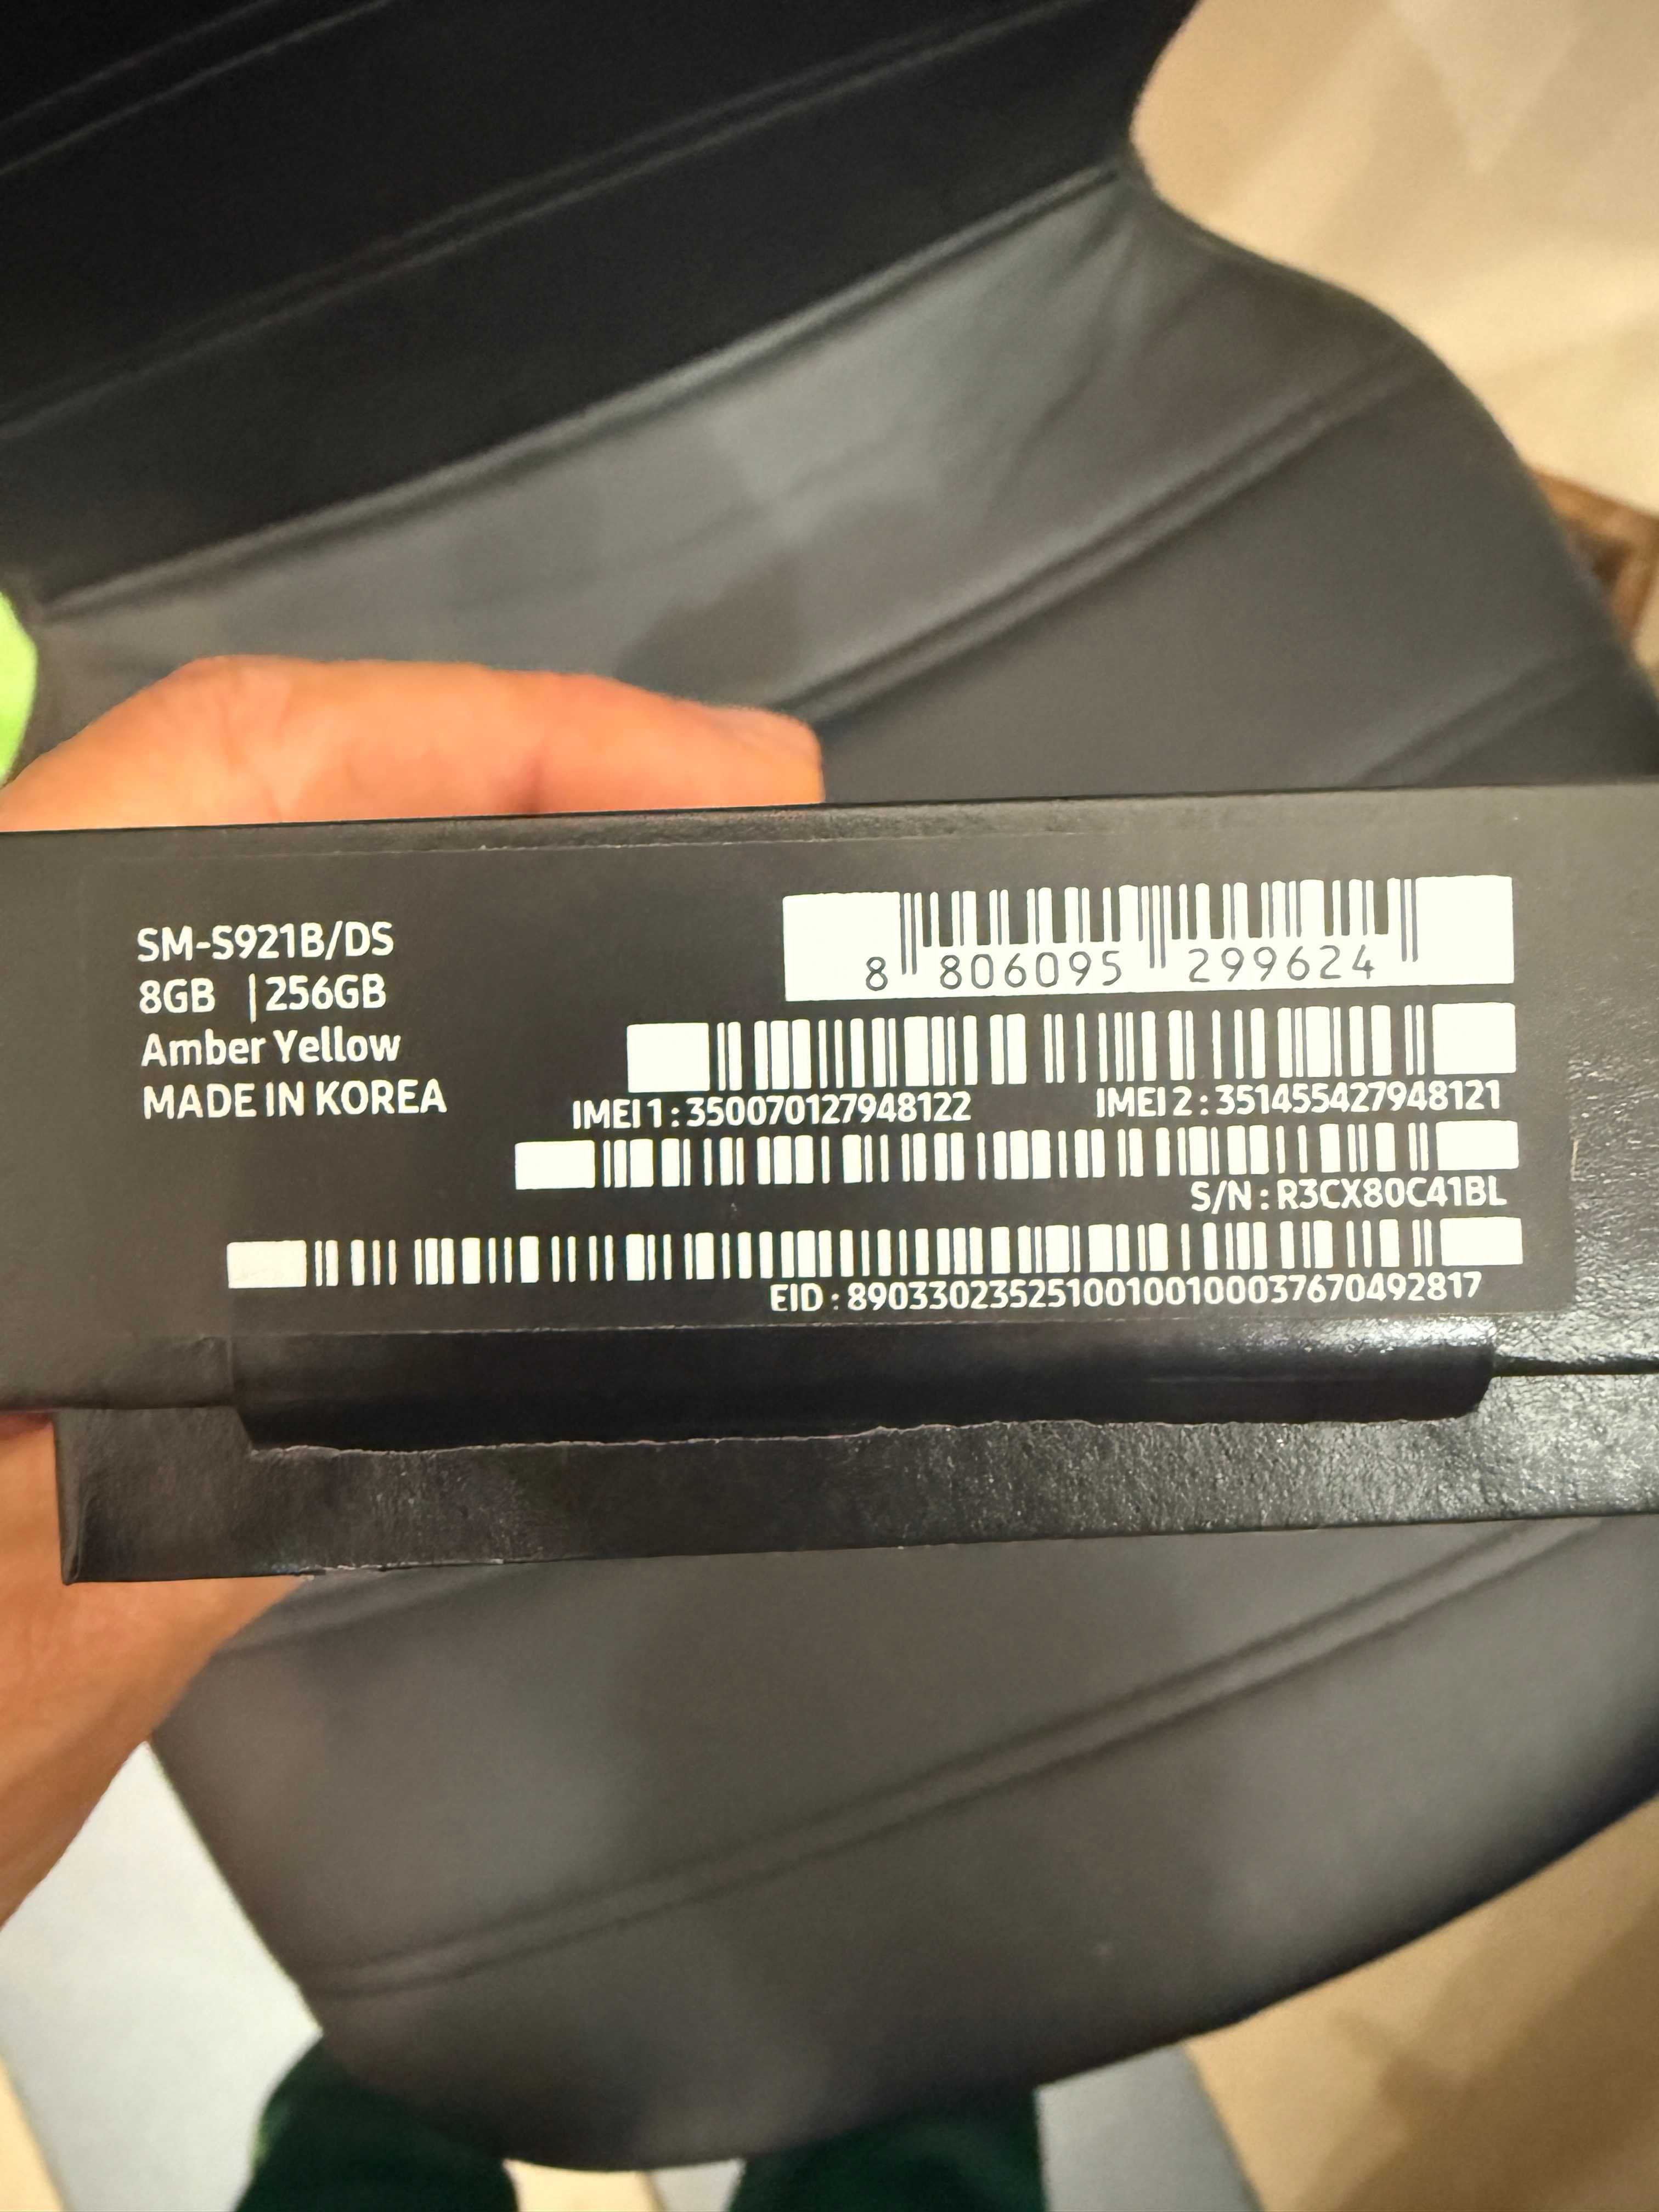 SM-S921B/DS
8GB | 256GB
Amber Yellow
MADE IN KOREA
8 806095 299624
IMEI 1 : 350070127948122 IMEI 2 : 351455427948121
S/N : R3CX80C41BL
EID : 89033023525100100100037670492817